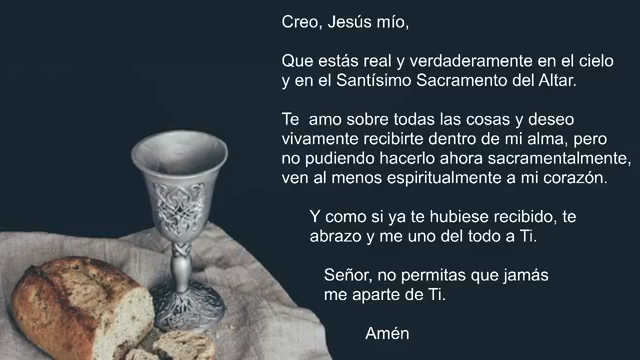 Creo, Jesús mío,
Que estás real y verdaderamente en el cielo
y en el Santísimo Sacramento del Altar.
Te amo sobre todas las cosas y deseo
vivamente recibirte dentro de mi alma, pero
no pudiendo hacerlo ahora sacramentalmente,
ven al menos espiritualmente a mi corazón.
Y como si ya te hubiese recibido, te
abrazo y me uno del todo a Ti.
Señor, no permitas que jamás
me aparte de Ti.
Amén